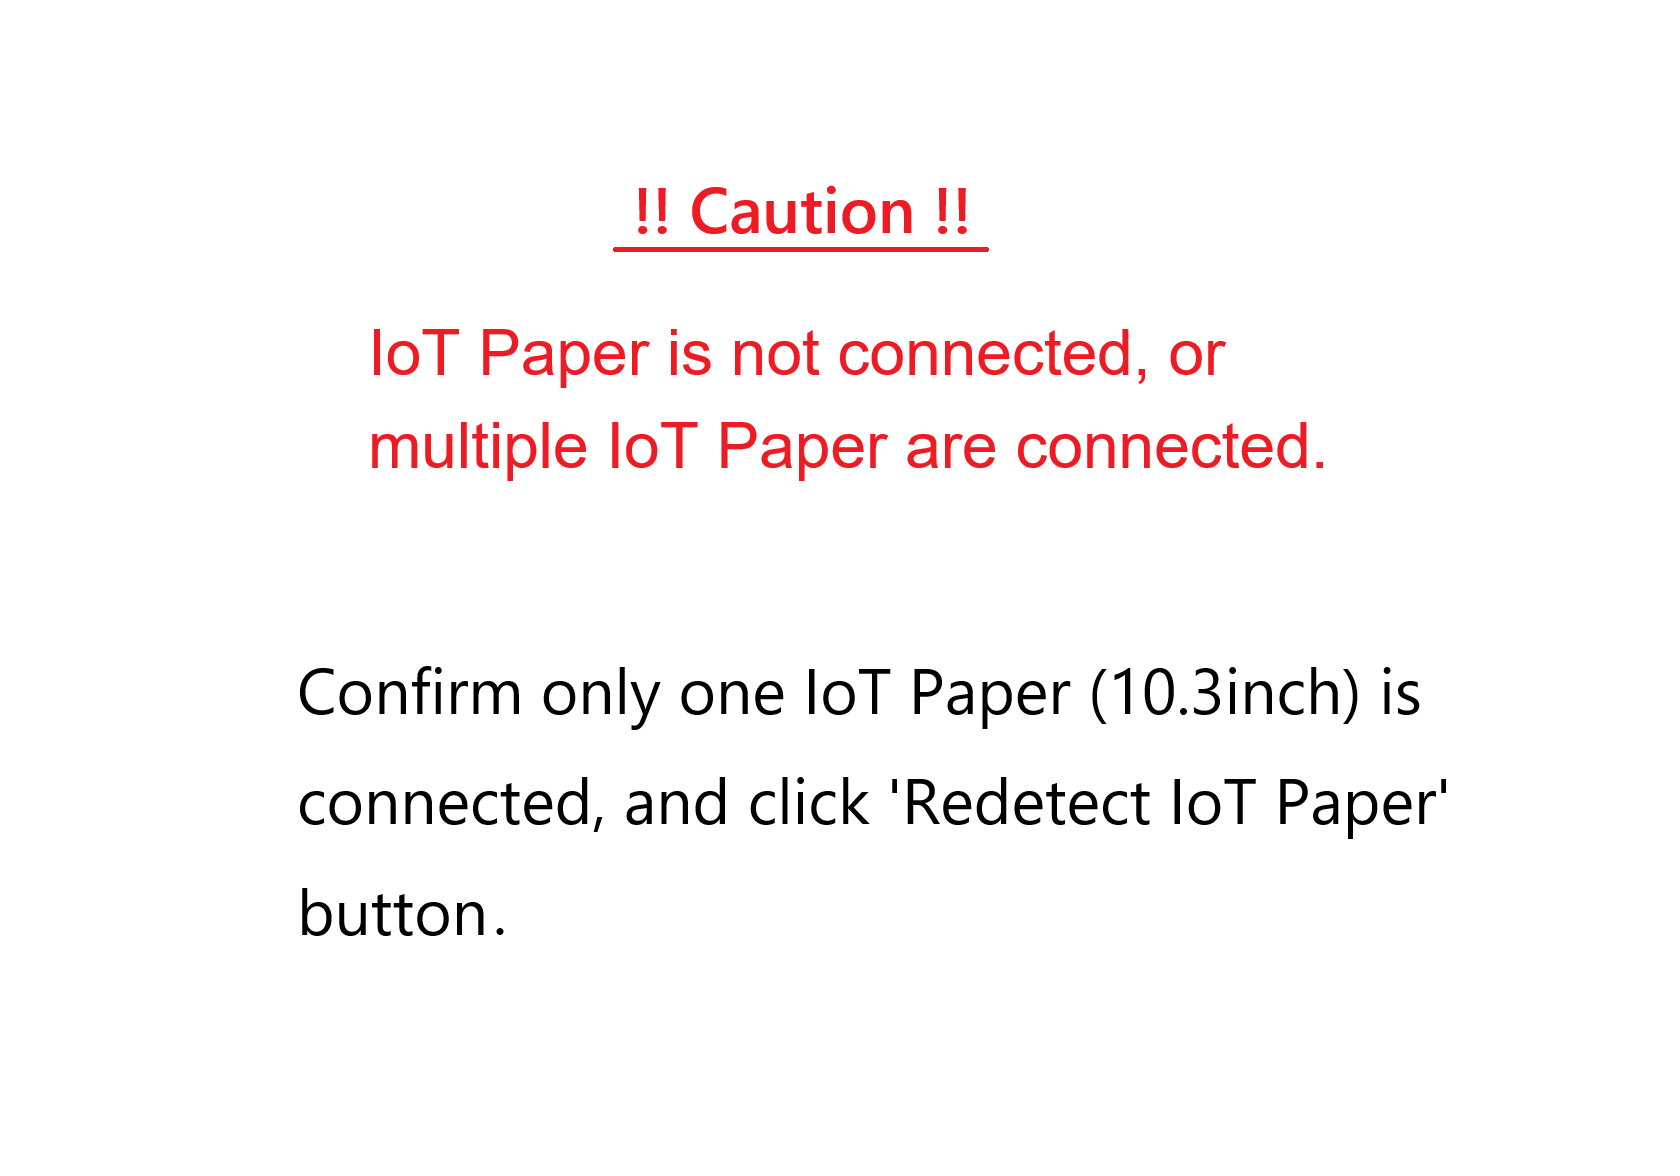 !! Caution !!
IoT Paper is not connected, or
multiple IoT Paper are connected.
Confirm only one IoT Paper (10.3inch) is
connected, and click 'Redetect IoT Paper'
button.